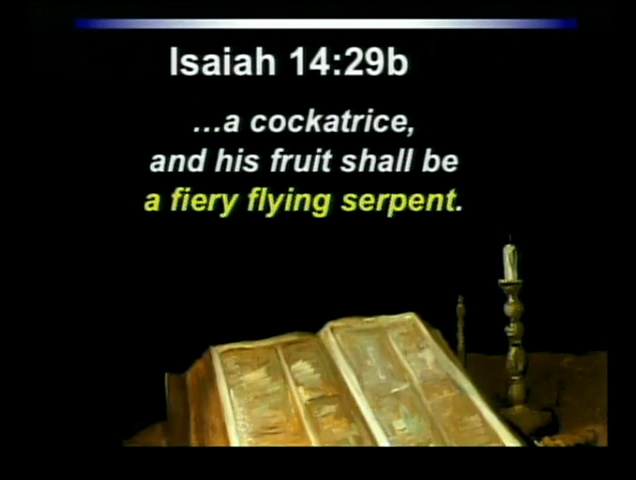 Isaiah 14:29b
…a cockatrice,
and his fruit shall be
a fiery flying serpent.